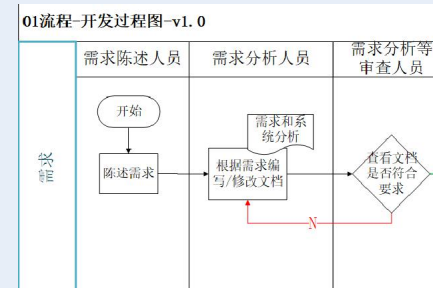 01流程-开发过程图-v1.0
需求陈述人员
需求分析人员
需求分析等
审查人员
需求
开始
陈述需求
需求和系
统分析
根据需求编
写/修改文档
查看文档
是否符合
要求
N